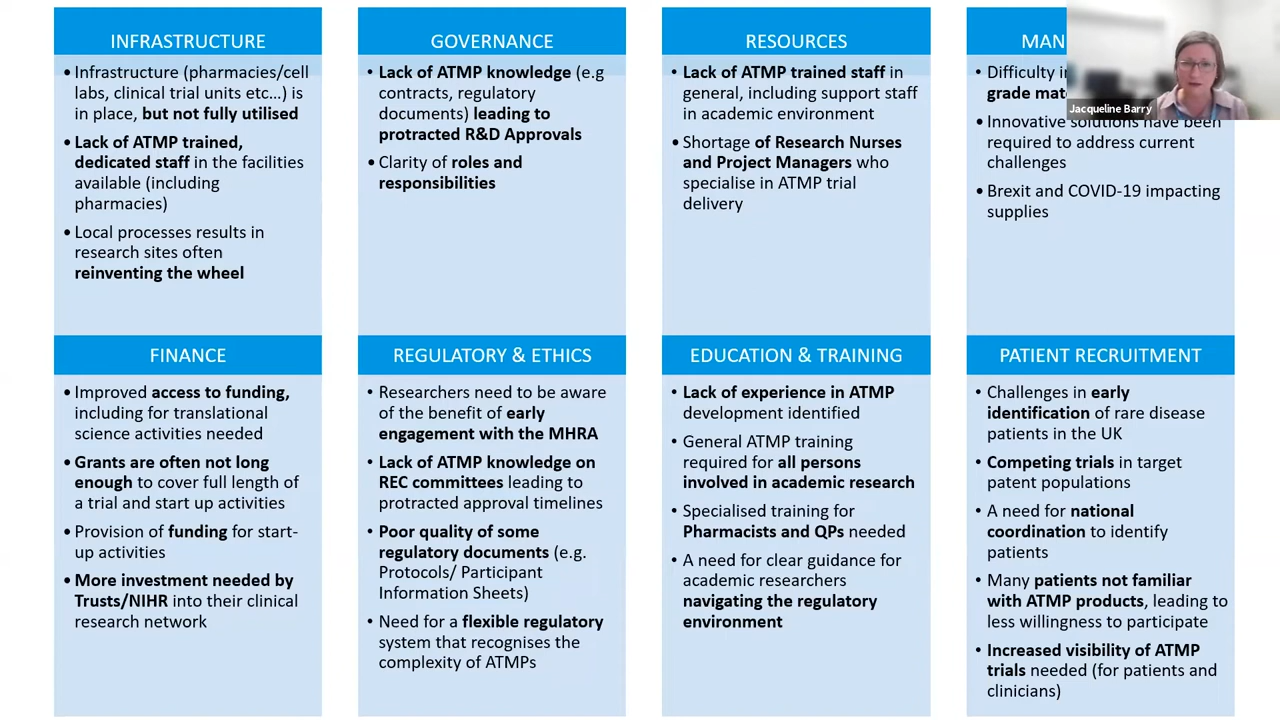 INFRASTRUCTURE
• Infrastructure (pharmacies/cell
labs, clinical trial units etc...) is
in place, but not fully utilised
• Lack of ATMP trained,
dedicated staff in the facilities
available (including
pharmacies)
• Local processes results in
research sites often
reinventing the wheel
GOVERNANCE
• Lack of ATMP knowledge (e.g
contracts, regulatory
documents) leading to
protracted R&D Approvals
• Clarity of roles and
responsibilities
RESOURCES
• Lack of ATMP trained staff in
general, including support staff
in academic environment
• Shortage of Research Nurses
and Project Managers who
specialise in ATMP trial
delivery
• Difficulty
grade
Jacqueline Barry
• Innovative solutions have been
required to address current
challenges
• Brexit and COVID-19 impacting
supplies
FINANCE
• Improved access to funding,
including for translational
science activities needed
• Grants are often not long
enough to cover full length of
a trial and start up activities
• Provision of funding for start-
up activities
• More investment needed by
Trusts/NIHR into their clinical
research network
REGULATORY & ETHICS
• Researchers need to be aware
of the benefit of early
engagement with the MHRA
• Lack of ATMP knowledge on
REC committees leading to
protracted approval timelines
• Poor quality of some
regulatory documents (e.g.
Protocols/ Participant
Information Sheets)
• Need for a flexible regulatory
system that recognises the
complexity of ATMPs
EDUCATION & TRAINING
• Lack of experience in ATMP
development identified
• General ATMP training
required for all persons
involved in academic research
• Specialised training for
Pharmacists and QPs needed
• A need for clear guidance for
academic researchers
navigating the regulatory
environment
PATIENT RECRUITMENT
• Challenges in early
identification of rare disease
patients in the UK
• Competing trials in target
patent populations
• A need for national
coordination to identify
patients
• Many patients not familiar
with ATMP products, leading to
less willingness to participate
• Increased visibility of ATMP
trials needed (for patients and
clinicians)